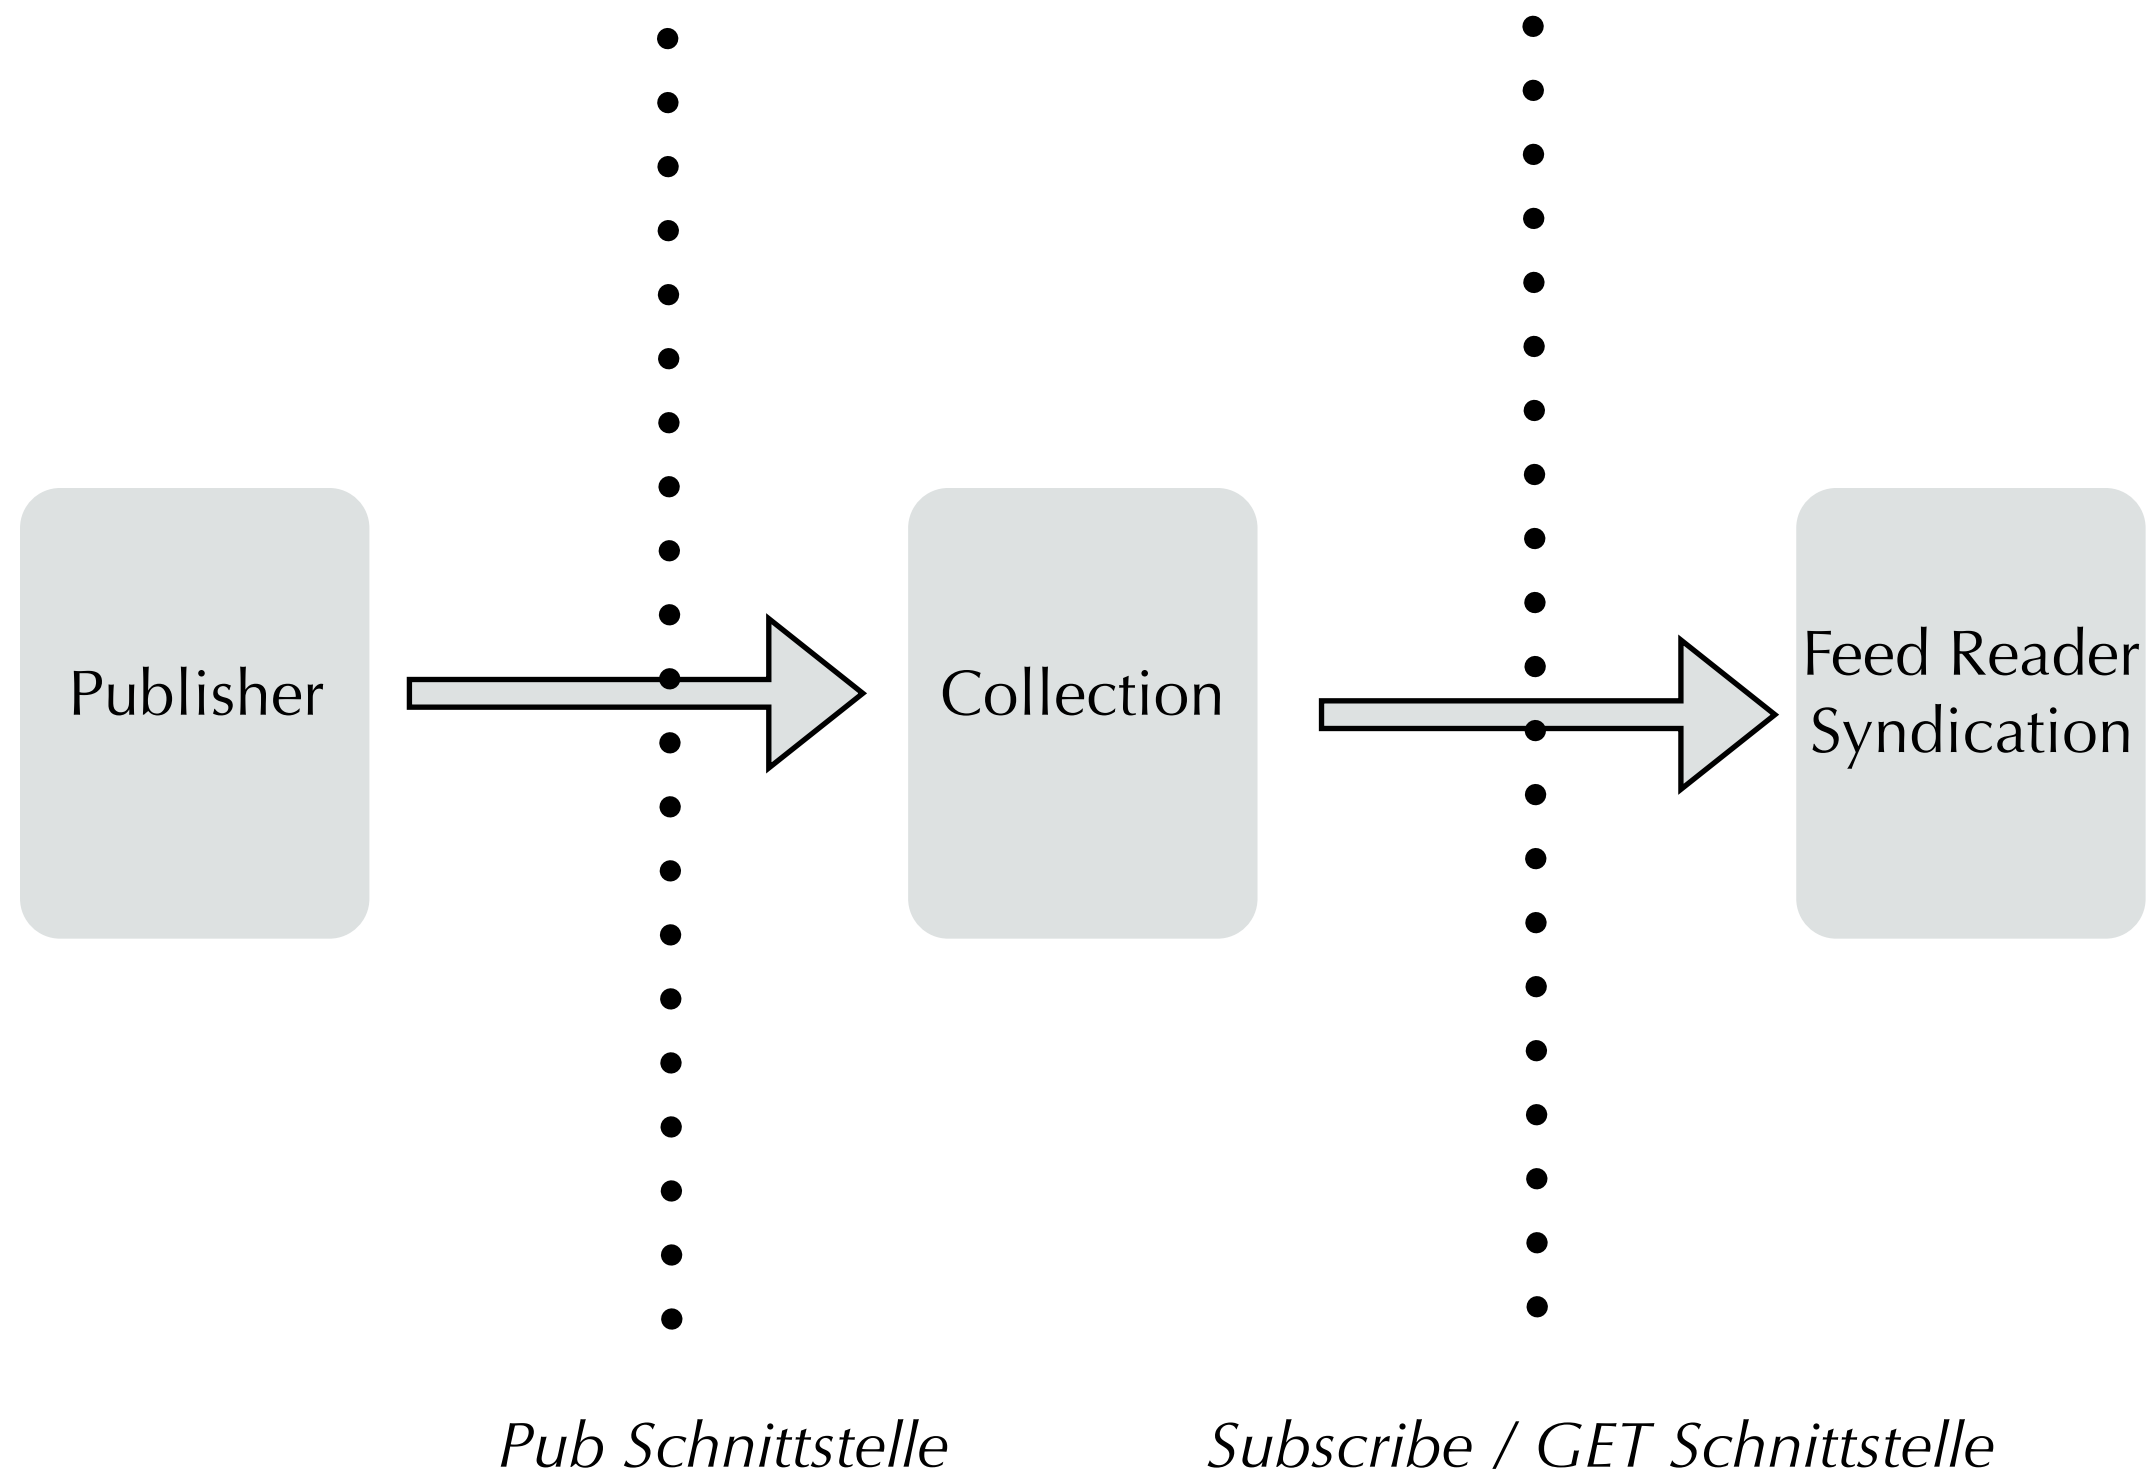 Publisher
Collection
Feed Reader
Syndication
Pub Schnittstelle
Subscribe / GET Schnittstelle